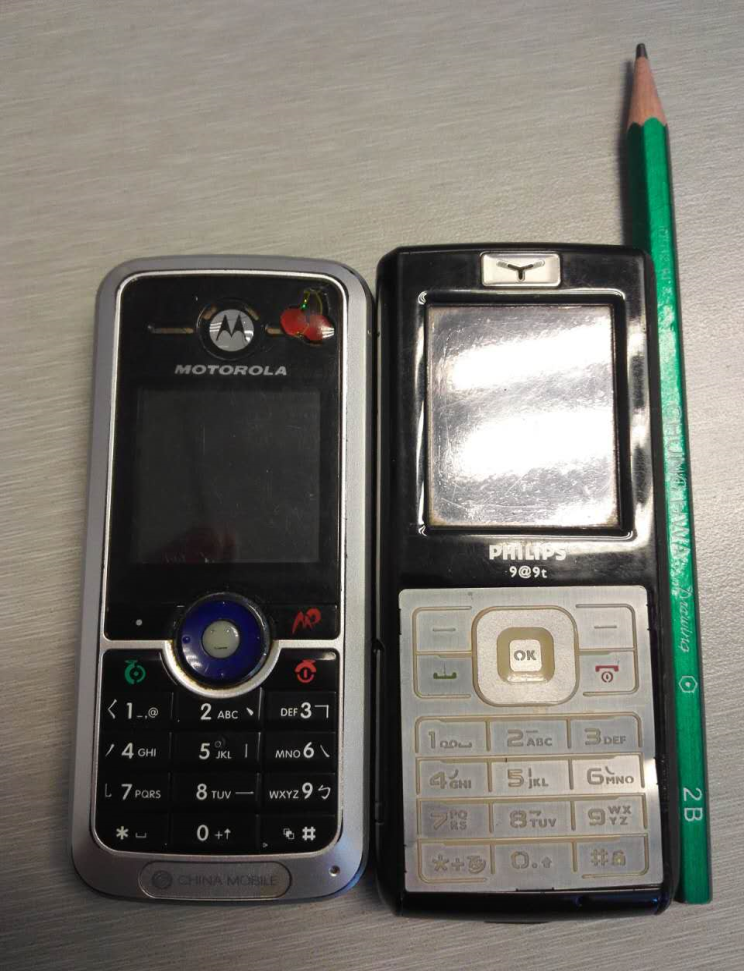 MOTOROLA
1 _.,@
2 ABC
DEF 3
4 GHI
5 JKL
MNO 6
7 PQRS
8 TUV
WXYZ 9
*
0 +
#
CHINA MOBILE
PHILIPS
9@9t
OK
1
2 ABC
3 DEF
4 GHI
5 JKL
6 MNO
7 PQRS
8 TUV
9 WXYZ
*+
0.
#
2B